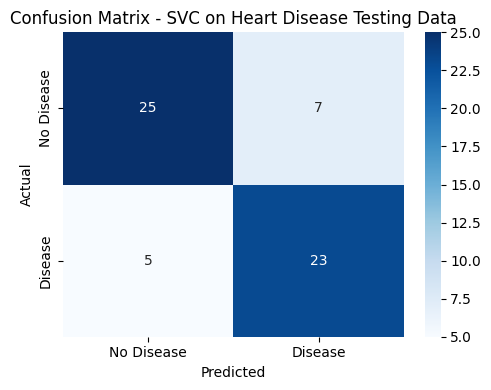 Confusion Matrix - SVC on Heart Disease Testing Data
Actual
No Disease
Disease
25
7
5
23
No Disease
Disease
Predicted
25.0
22.5
20.0
17.5
15.0
12.5
10.0
7.5
5.0